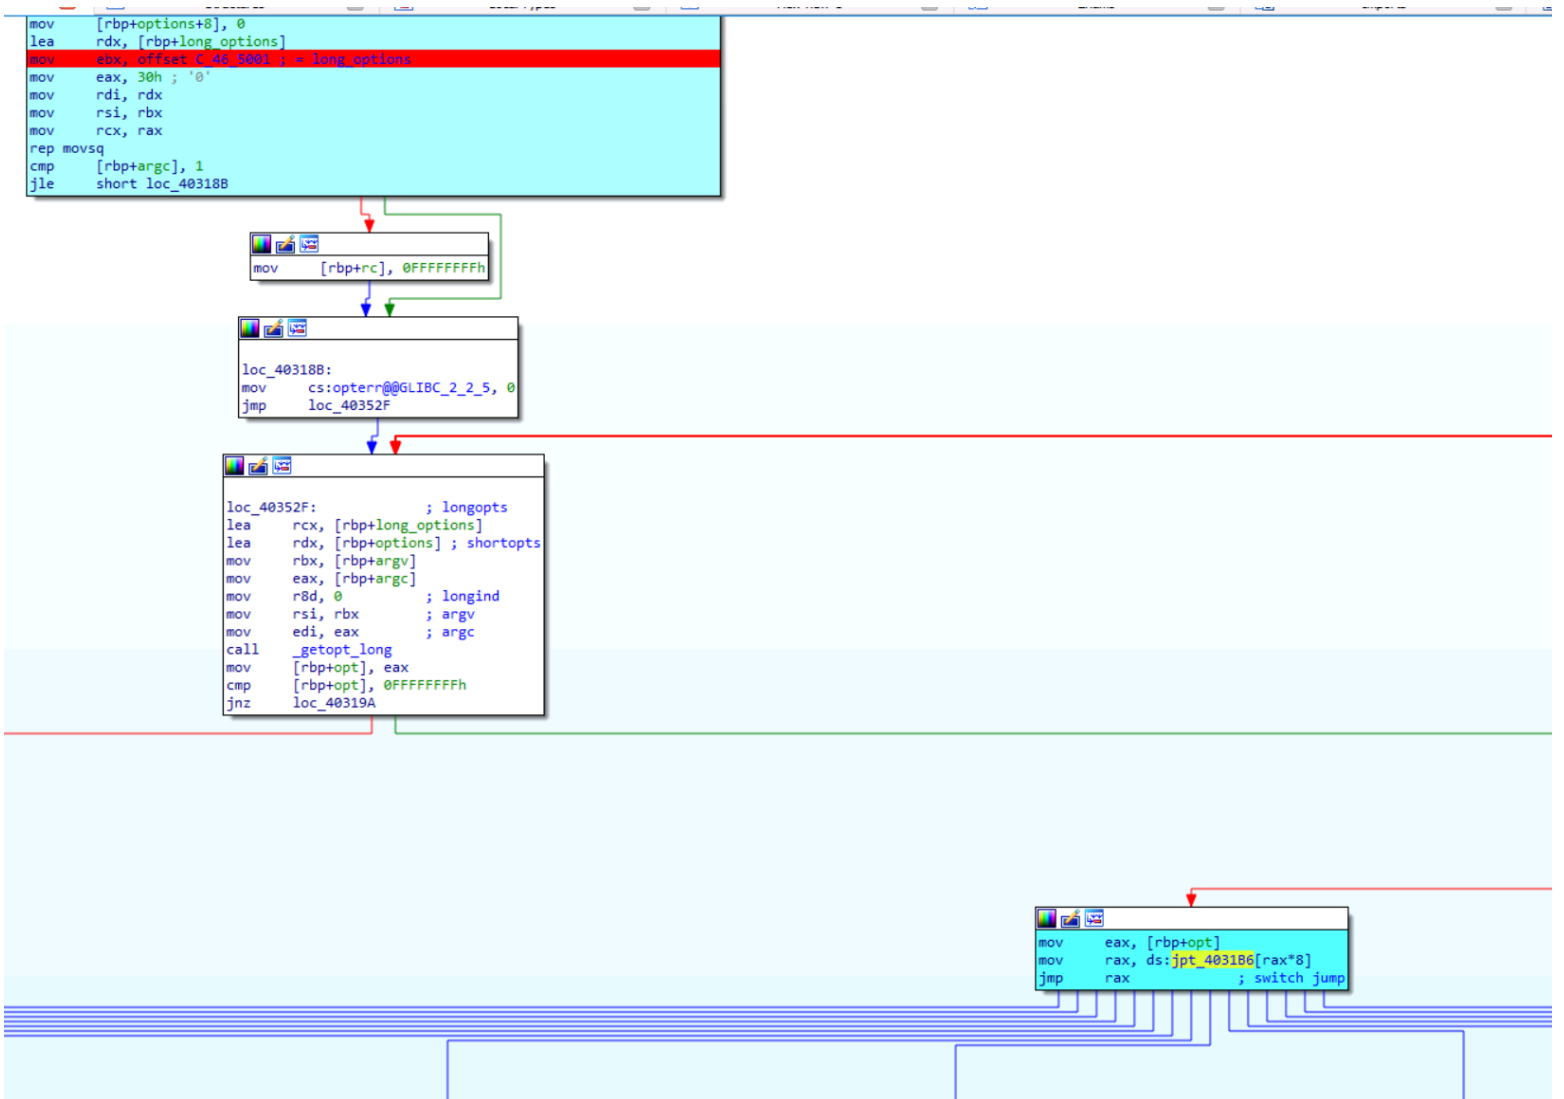 mov [rbp+options+8], 0
lea rdx, [rbp+long_options]
mov ebx, offset C_46_5001 ; = long_options
mov eax, 30h ; '0'
mov rdi, rdx
mov rsi, rbx
mov rcx, rax
rep movsq
cmp [rbp+argc], 1
jle short loc_40318B
mov [rbp+rc], 0FFFFFFFFh
loc_40318B:
mov cs:opterr@@GLIBC_2_2_5, 0
jmp loc_40352F
loc_40352F: ; longopts
lea rcx, [rbp+long_options]
lea rdx, [rbp+options] ; shortopts
mov rbx, [rbp+argv]
mov eax, [rbp+argc]
mov r8d, 0 ; longind
mov rsi, rbx ; argv
mov edi, eax ; argc
call _getopt_long
mov [rbp+opt], eax
cmp [rbp+opt], 0FFFFFFFFh
jnz loc_40319A
mov eax, [rbp+opt]
mov rax, ds:jpt_4031B6[rax*8]
jmp rax ; switch jump